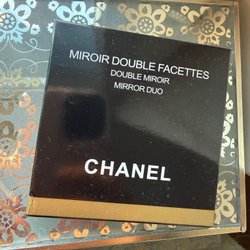 MIROIR DOUBLE FACETTES
DOUBLE MIROIR
MIRROR DUO
CHANEL